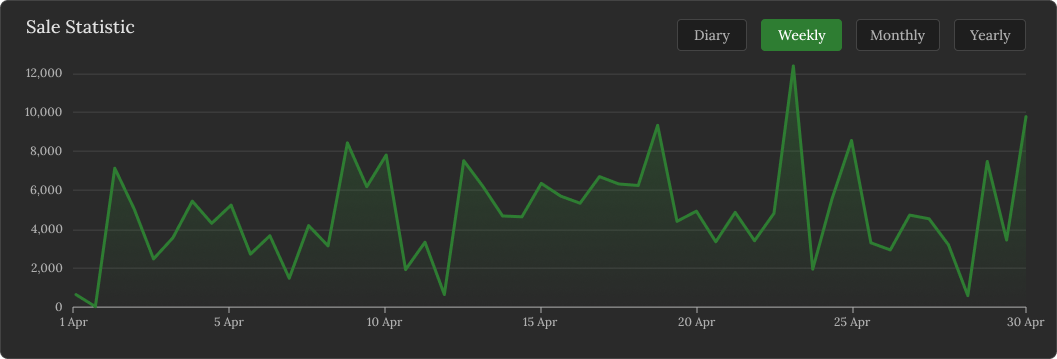 Sale Statistic
Diary Weekly Monthly Yearly
12,000
10,000
8,000
6,000
4,000
2,000
0
1 Apr 5 Apr 10 Apr 15 Apr 20 Apr 25 Apr 30 Apr